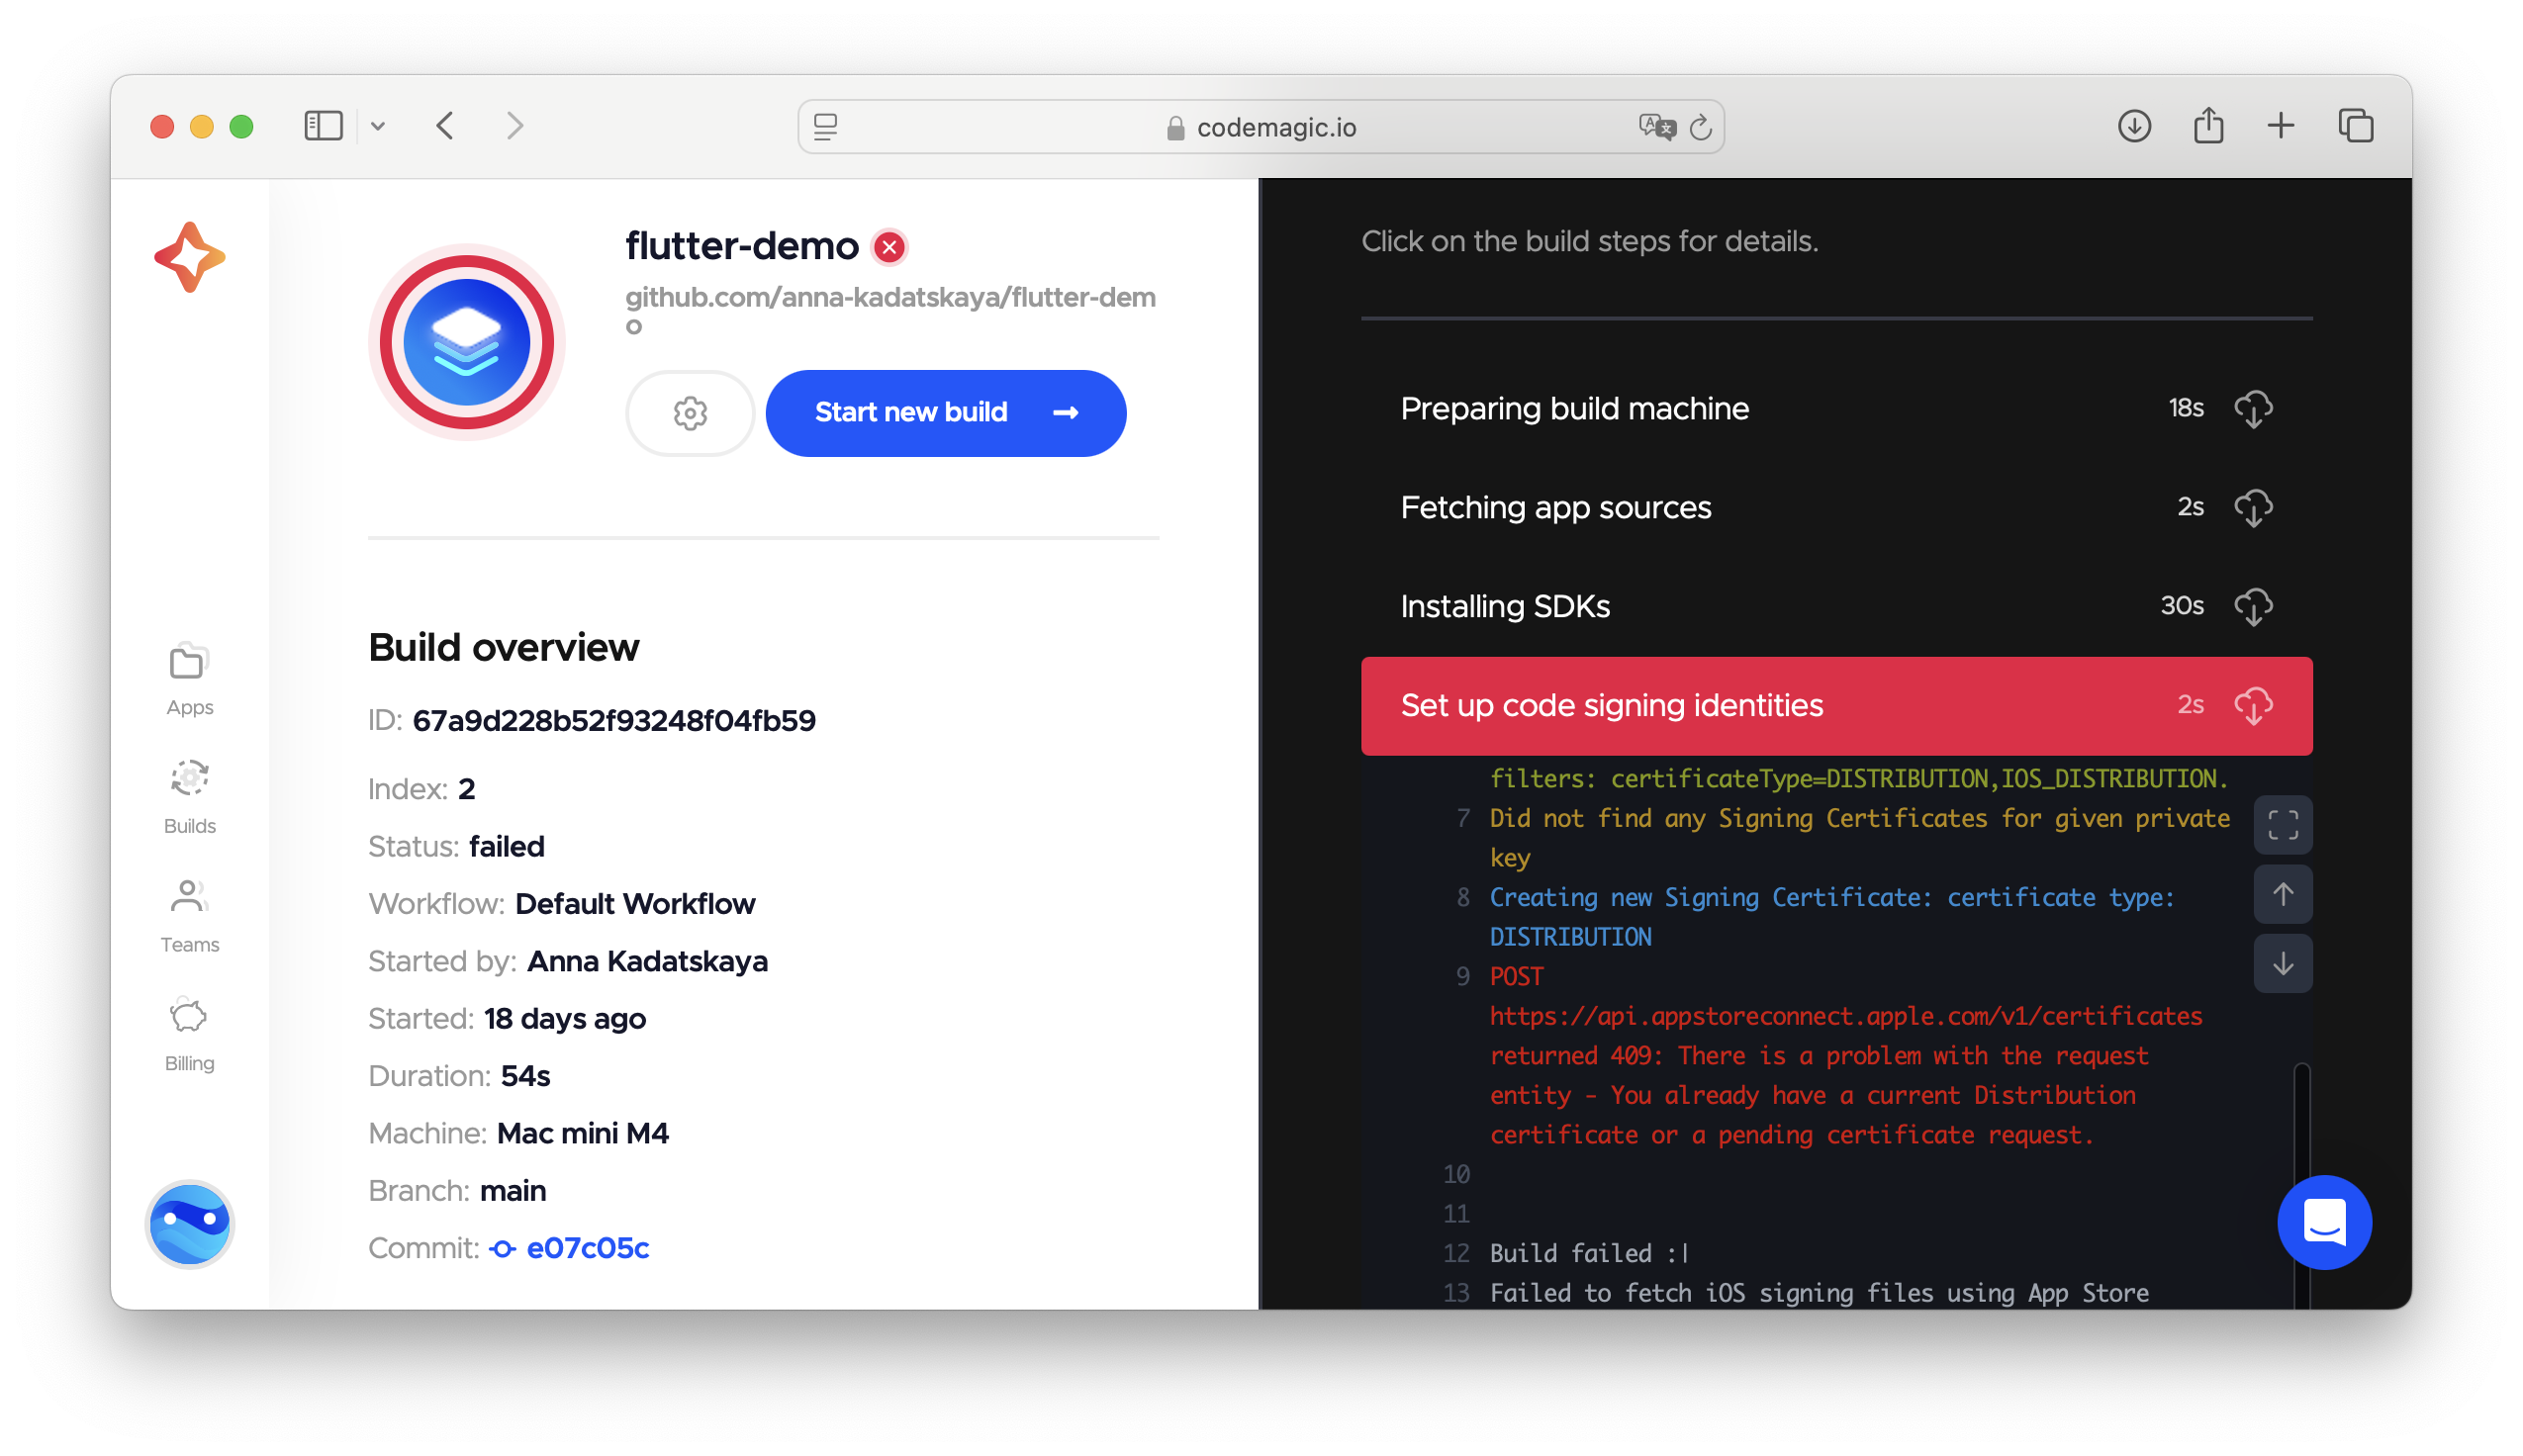 codemagic.io
flutter-demo
github.com/anna-kadatskaya/flutter-dem
o
Start new build →
Build overview
ID: 67a9d228b52f93248f04fb59
Index: 2
Status: failed
Workflow: Default Workflow
Started by: Anna Kadatskaya
Started: 18 days ago
Duration: 54s
Machine: Mac mini M4
Branch: main
Commit: e07c05c
Apps
Builds
Teams
Billing
Click on the build steps for details.
Preparing build machine 18s
Fetching app sources 2s
Installing SDKs 30s
Set up code signing identities 2s
filters: certificateType=DISTRIBUTION,IOS_DISTRIBUTION.
7 Did not find any Signing Certificates for given private
key
8 Creating new Signing Certificate: certificate type:
DISTRIBUTION
9 POST
https://api.appstoreconnect.apple.com/v1/certificates
returned 409: There is a problem with the request
entity - You already have a current Distribution
certificate or a pending certificate request.
10
11
12 Build failed :|
13 Failed to fetch iOS signing files using App Store